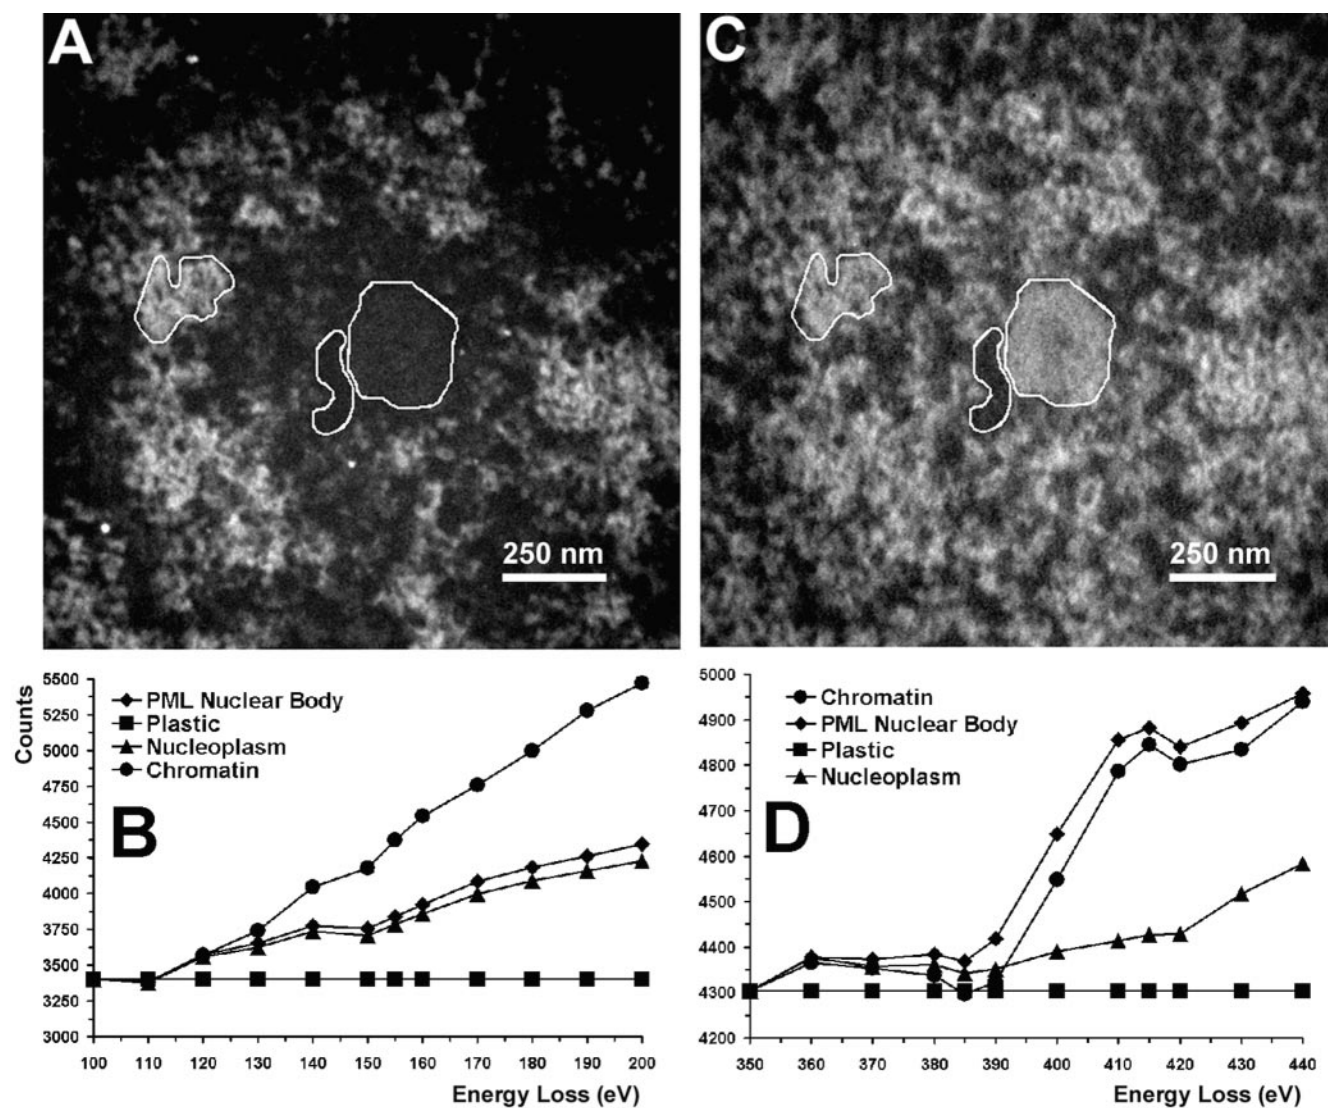 A
C
250 nm
250 nm
Counts
5500
5250
5000
4750
4500
4250
4000
3750
3500
3250
3000
PML Nuclear Body
Plastic
Nucleoplasm
Chromatin
B
100 110 120 130 140 150 160 170 180 190 200
Energy Loss (eV)
5000
4900
4800
4700
4600
4500
4400
4300
4200
Chromatin
PML Nuclear Body
Plastic
Nucleoplasm
D
350 360 370 380 390 400 410 420 430 440
Energy Loss (eV)